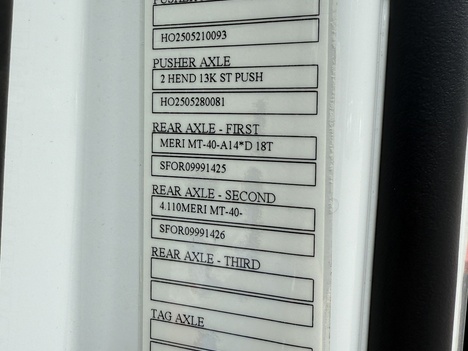 PUSHER
HO2505210093
PUSHER AXLE
2 HEND 13K ST PUSH
HO2505280081
REAR AXLE - FIRST
MERI MT-40-A14*D 18T
SFOR09991425
REAR AXLE - SECOND
4.110MERI MT-40-
SFOR09991426
REAR AXLE - THIRD
TAG AXLE